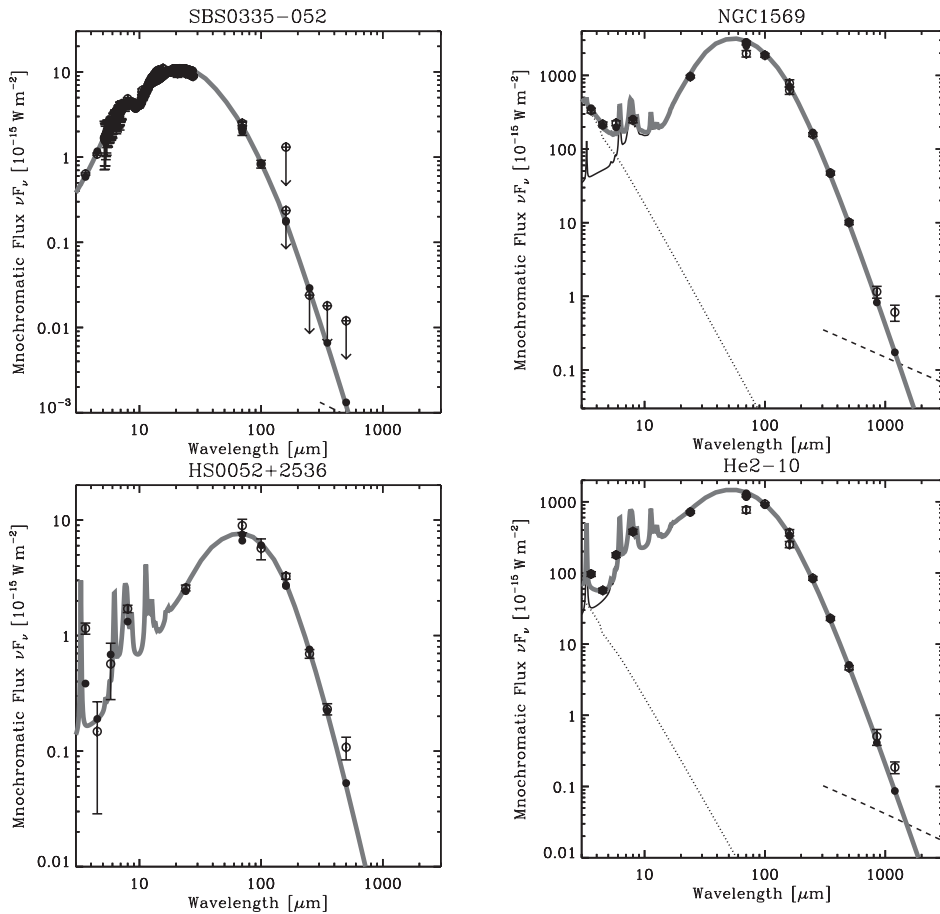 SBS0335-052
Mnochromatic Flux νFν [10⁻¹⁵ W m⁻²]
10
1
0.1
0.01
10⁻³
10 100 1000
Wavelength [μm]
NGC1569
Mnochromatic Flux νFν [10⁻¹⁵ W m⁻²]
1000
100
10
1
0.1
10 100 1000
Wavelength [μm]
HS0052+2536
Mnochromatic Flux νFν [10⁻¹⁵ W m⁻²]
10
1
0.1
0.01
10 100 1000
Wavelength [μm]
He2-10
Mnochromatic Flux νFν [10⁻¹⁵ W m⁻²]
1000
100
10
1
0.1
0.01
10 100 1000
Wavelength [μm]